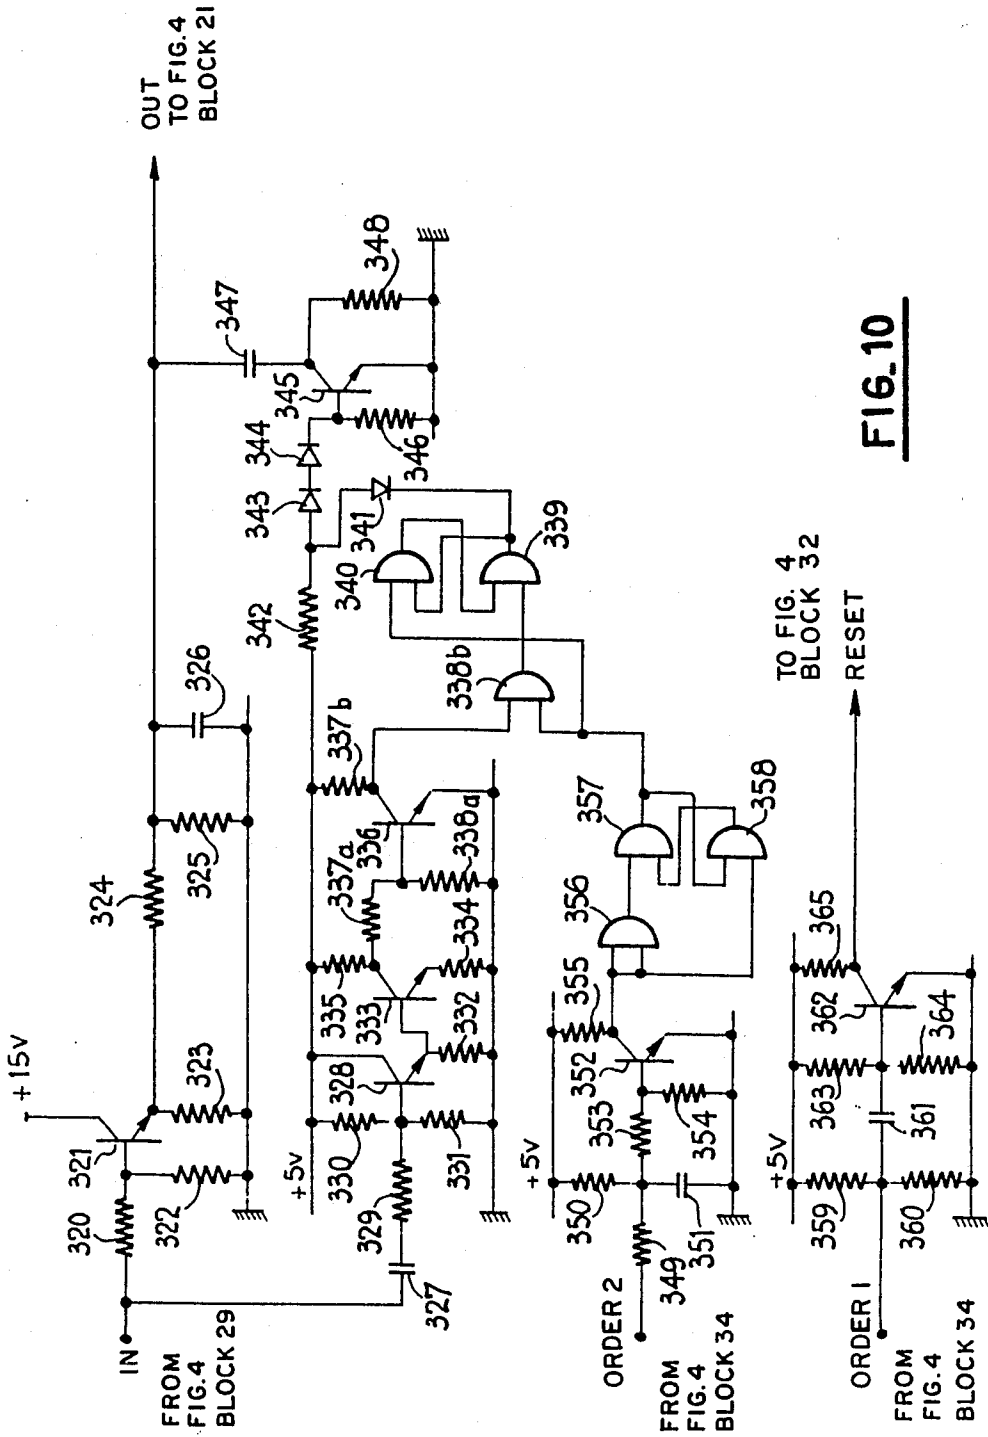 OUT
TO FIG.4
BLOCK 21
+15V
321
320
322
323
324
325
326
347
348
345
346
344
343
341
342
340
339
338b
IN
FROM
FIG.4
BLOCK 29
327
329
+5V
330
331
328
332
333
334
335
337a
336
338a
337b
ORDER 2
FROM
FIG.4
BLOCK 34
349
+5V
350
351
353
354
352
355
356
357
358
ORDER 1
FROM
FIG.4
BLOCK 34
+5V
359
360
361
363
364
362
365
TO FIG. 4
BLOCK 32
RESET
FIG_10